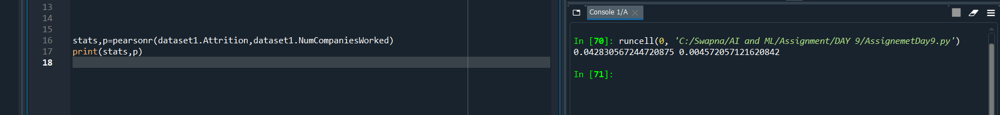 13
14
15
16 stats,p=pearsonr(dataset1.Attrition,dataset1.NumCompaniesWorked)
17 print(stats,p)
18
Console 1/A
In [70]: runcell(0, 'C:/Swapna/AI and ML/Assignment/DAY 9/AssignemetDay9.py')
0.042830567244720875 0.004572057121620842
In [71]: